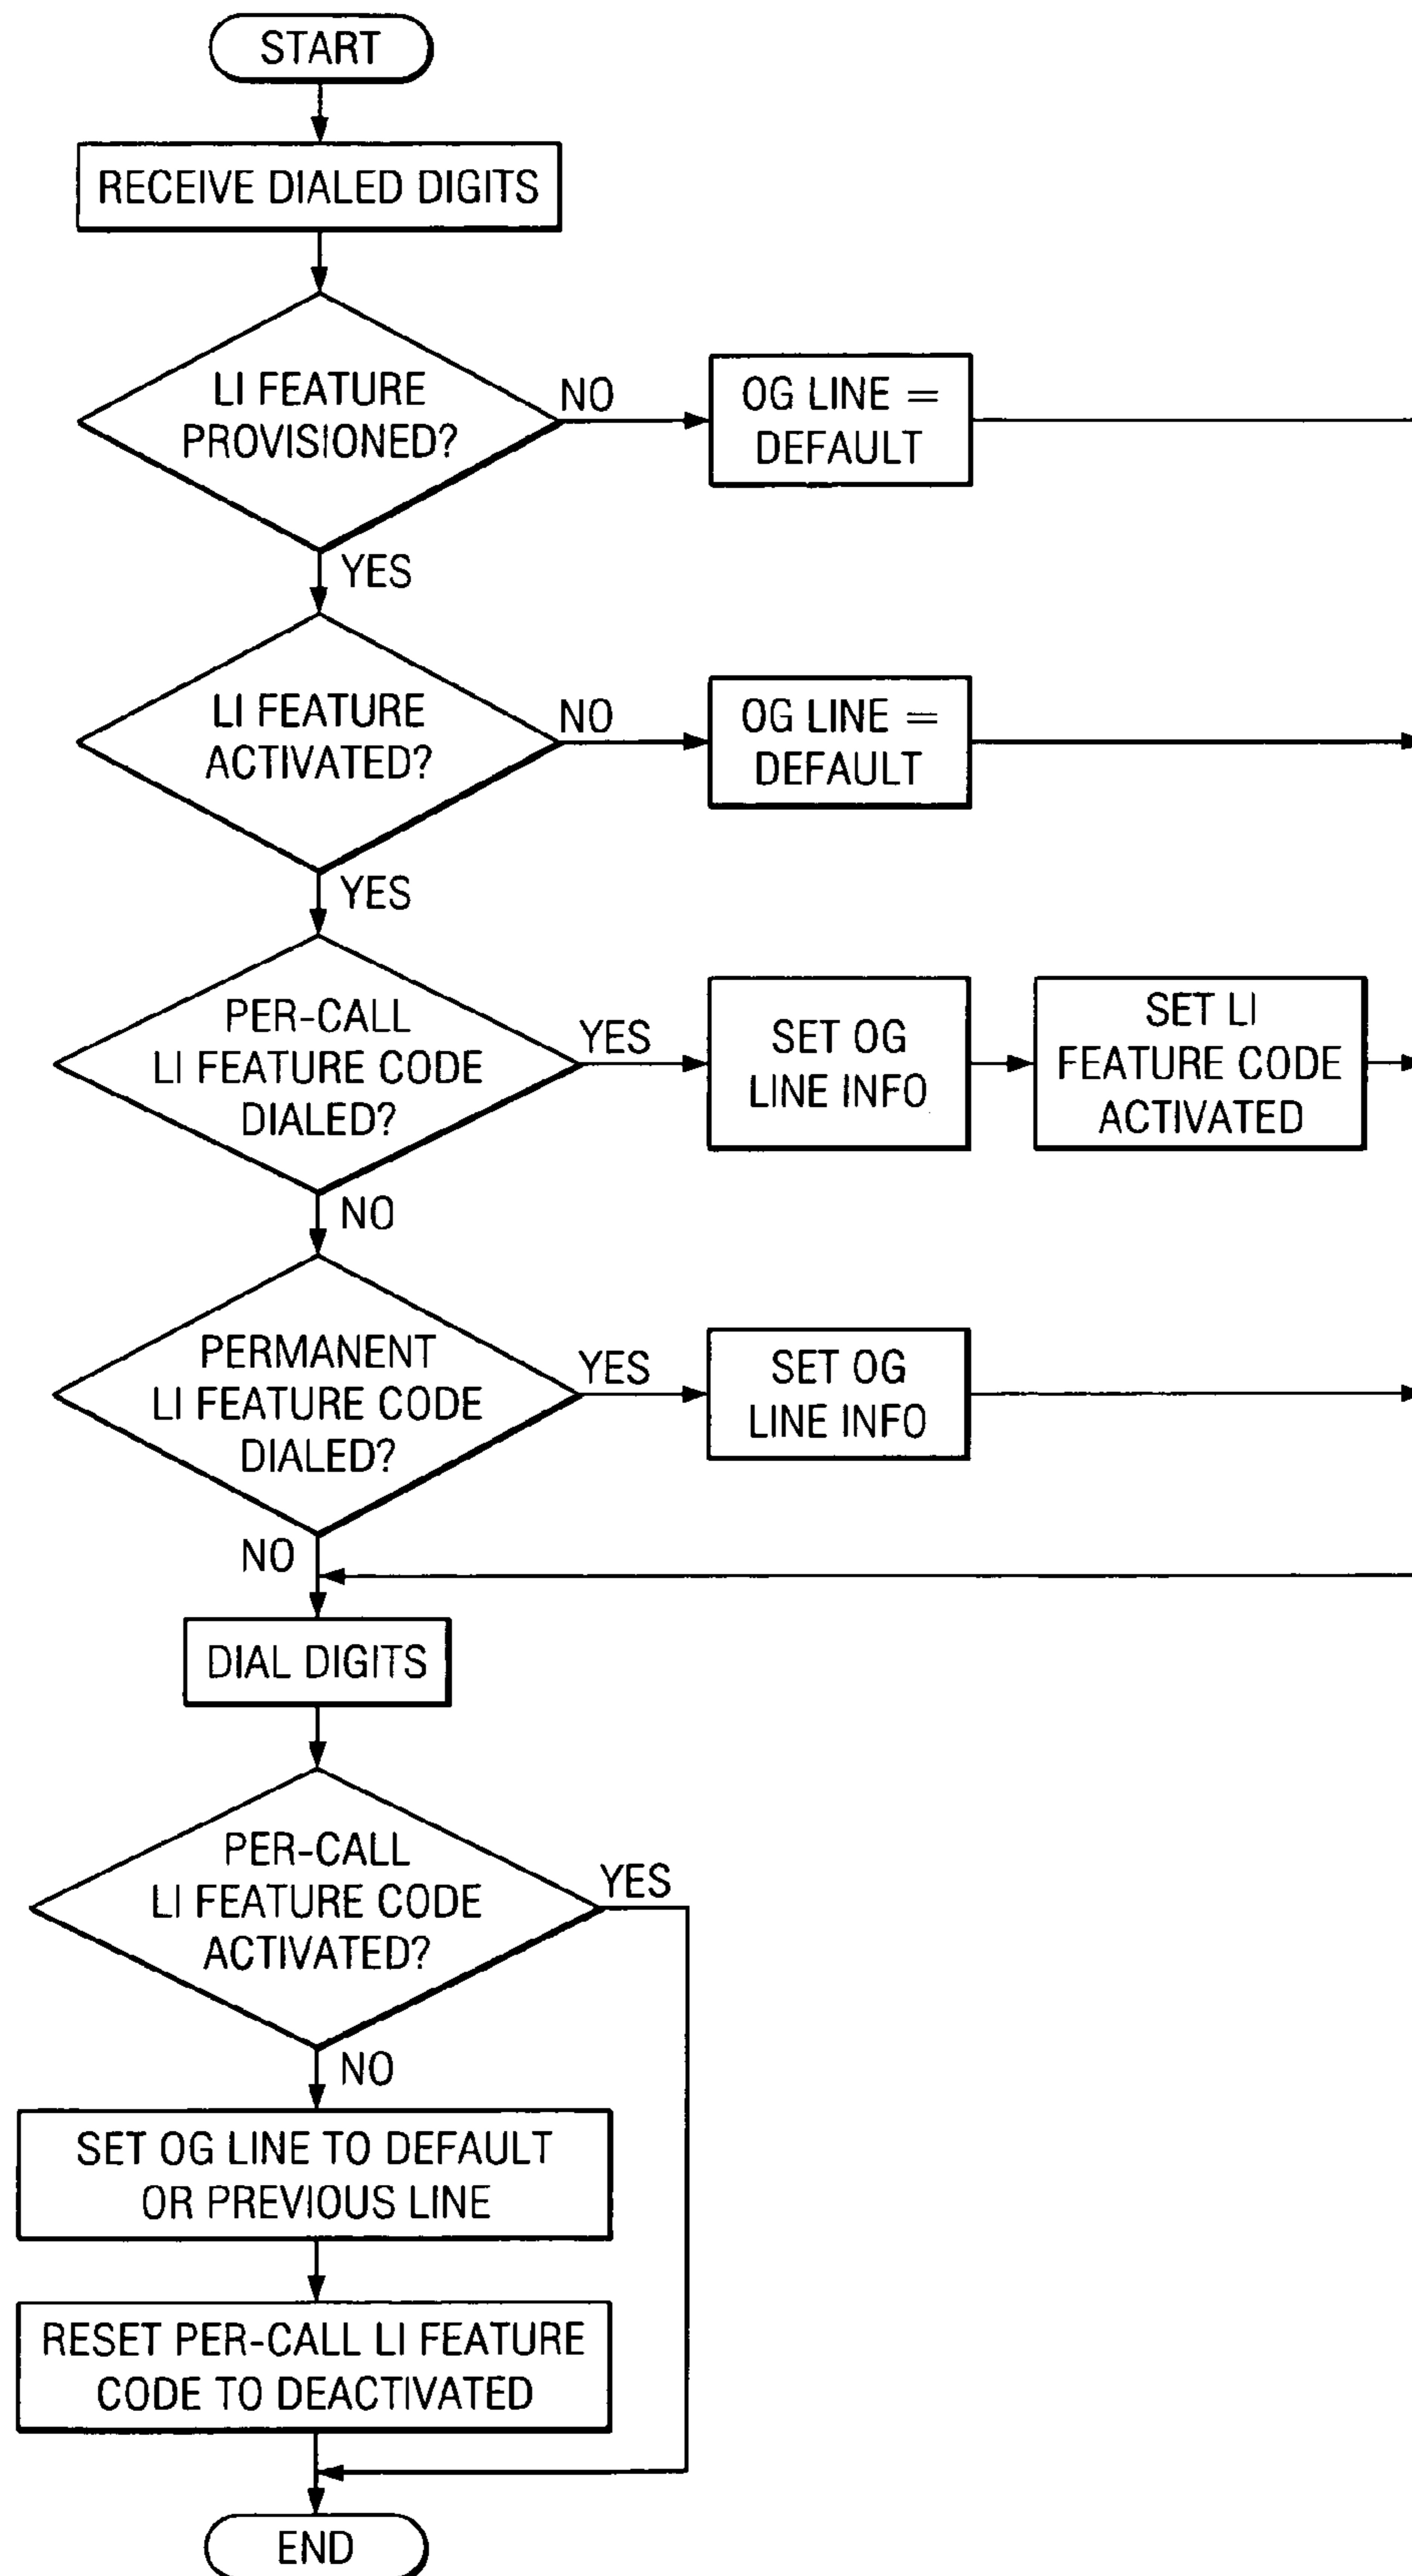 START
RECEIVE DIALED DIGITS
LI FEATURE
PROVISIONED?
NO
OG LINE =
DEFAULT
YES
LI FEATURE
ACTIVATED?
NO
OG LINE =
DEFAULT
YES
PER-CALL
LI FEATURE CODE
DIALED?
YES
SET OG
LINE INFO
SET LI
FEATURE CODE
ACTIVATED
NO
PERMANENT
LI FEATURE CODE
DIALED?
YES
SET OG
LINE INFO
NO
DIAL DIGITS
PER-CALL
LI FEATURE CODE
ACTIVATED?
YES
NO
SET OG LINE TO DEFAULT
OR PREVIOUS LINE
RESET PER-CALL LI FEATURE
CODE TO DEACTIVATED
END